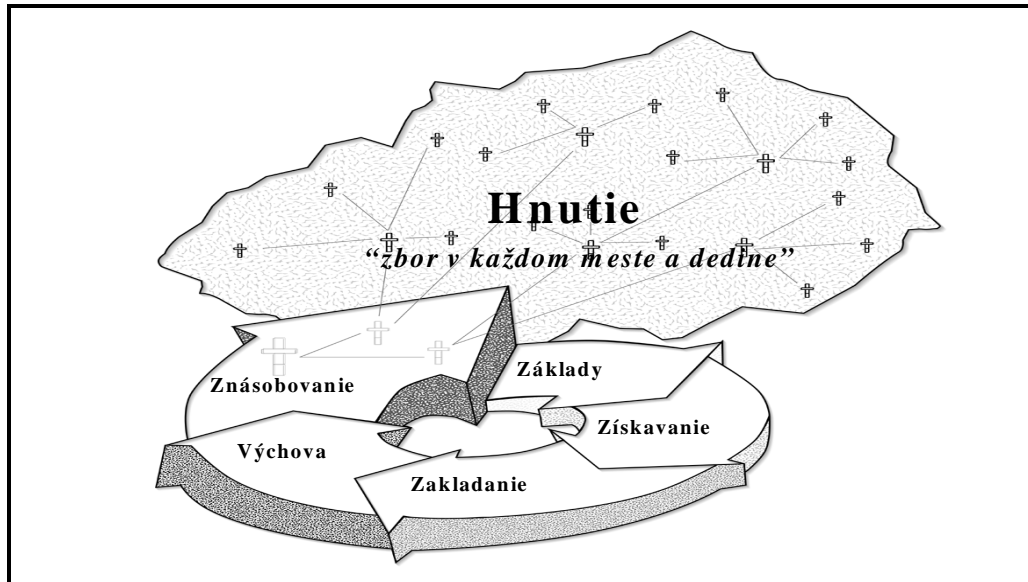 Hnutie
“zbor v každom meste a dedine”
Znásobovanie
Základy
Získavanie
Výchova
Zakladanie